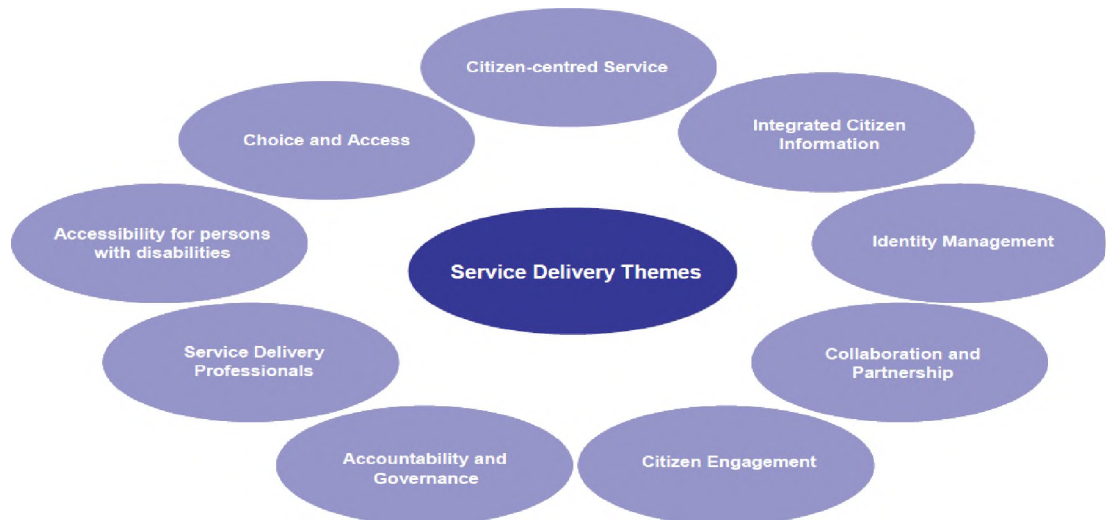 Citizen-centred Service
Choice and Access
Integrated Citizen
Information
Accessibility for persons
with disabilities
Identity Management
Service Delivery Themes
Service Delivery
Professionals
Collaboration and
Partnership
Accountability and
Governance
Citizen Engagement